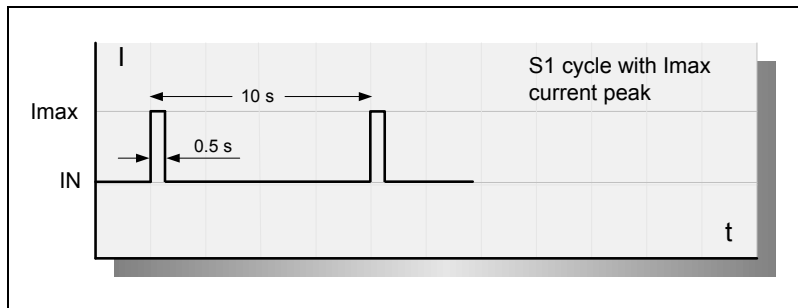 I
S1 cycle with Imax
current peak
10 s
Imax
0.5 s
IN
t